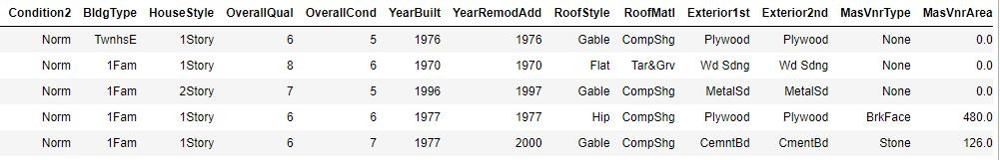 Condition2 BldgType HouseStyle OverallQual OverallCond YearBuilt YearRemodAdd RoofStyle RoofMatl Exterior1st Exterior2nd MasVnrType MasVnrArea
Norm TwnhsE 1Story 6 5 1976 1976 Gable CompShg Plywood Plywood None 0.0
Norm 1Fam 1Story 8 6 1970 1970 Flat Tar&Grv Wd Sdng Wd Sdng None 0.0
Norm 1Fam 2Story 7 5 1996 1997 Gable CompShg MetalSd MetalSd None 0.0
Norm 1Fam 1Story 6 6 1977 1977 Hip CompShg Plywood Plywood BrkFace 480.0
Norm 1Fam 1Story 6 7 1977 2000 Gable CompShg CemntBd CmentBd Stone 126.0